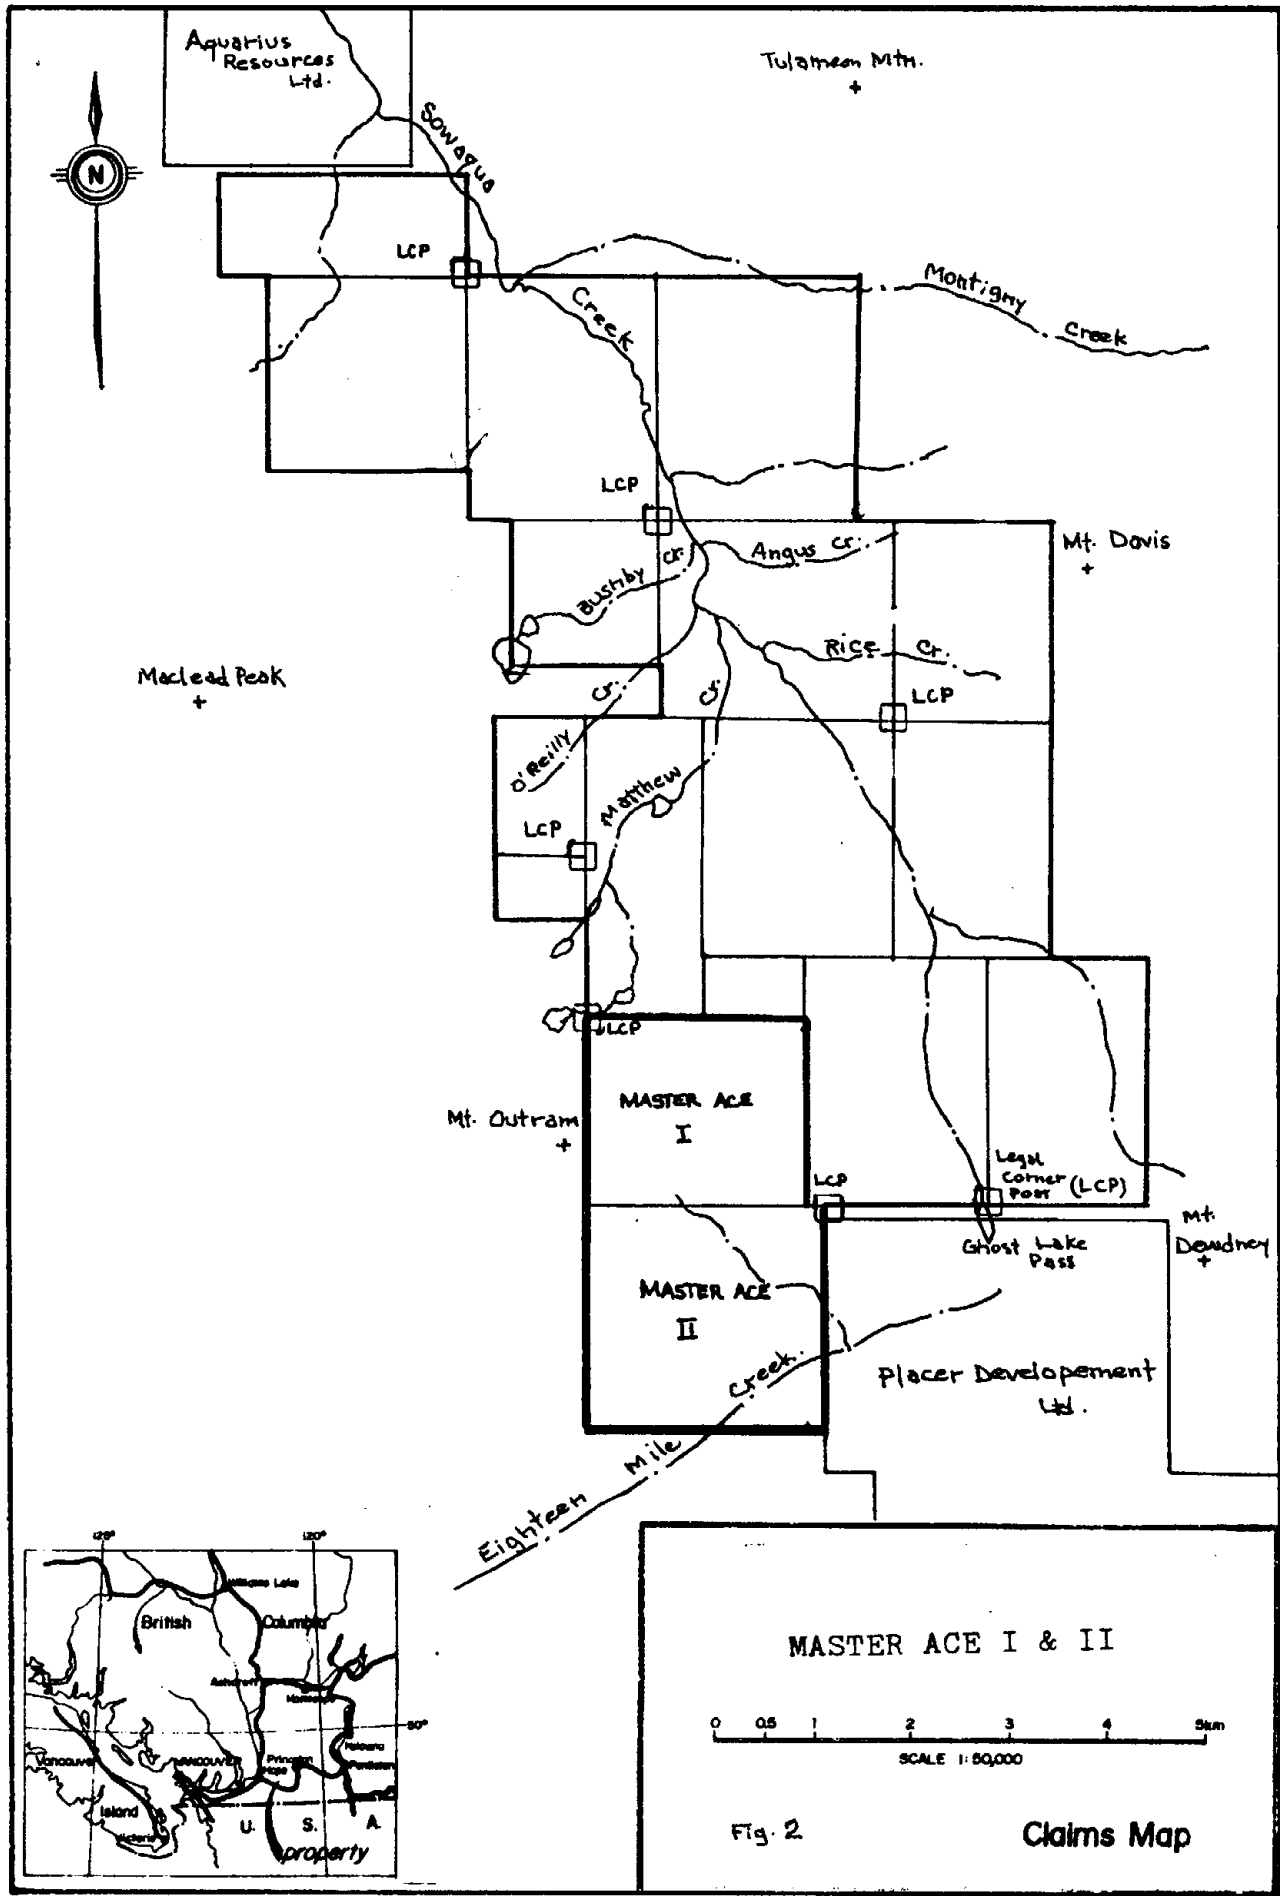 Aquarius
Resources
Ltd.
Tulameen Mtn.
N
Sowaqua
Creek
LCP
Montigny
Creek
LCP
Mt. Davis
Angus Cr.
Bushby Cr.
Rice Cr.
Macleod Peak
LCP
Cr.
Cr.
O'Reilly
Matthew
LCP
LCP
MASTER ACE
I
Mt. Outram
Legal
Corner
Post (LCP)
LCP
Mt.
Dewdney
Ghost Lake
Pass
MASTER ACE
II
Placer Developement
Ltd.
Eighteen Mile Creek.
120°
Williams Lake
British Columbia
Ashcroft
Kamloops
50°
Kelowna
Vancouver
VANCOUVER
Princeton
Hope
Penticton
Island
Victoria
U. S. A.
property
MASTER ACE I & II
0 0.5 1 2 3 4 5km
SCALE 1:50,000
Fig. 2
Claims Map